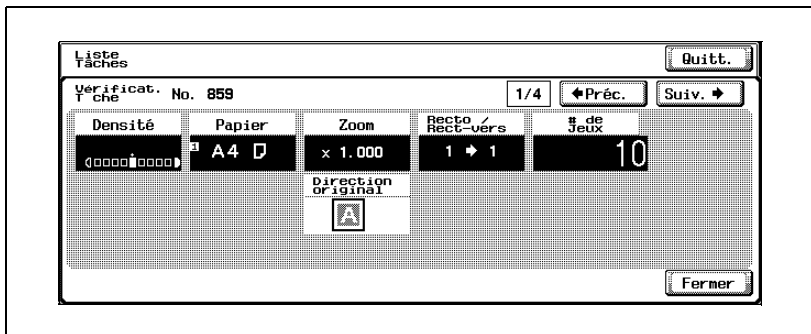 Liste
Tâches
Quitt.
Vérificat.
T che
No. 859
1/4
Préc.
Suiv.
Densité
Papier
Zoom
Recto /
Rect-vers
# de
Jeux
1 A4
x 1.000
1 → 1
10
Direction
original
A
Fermer